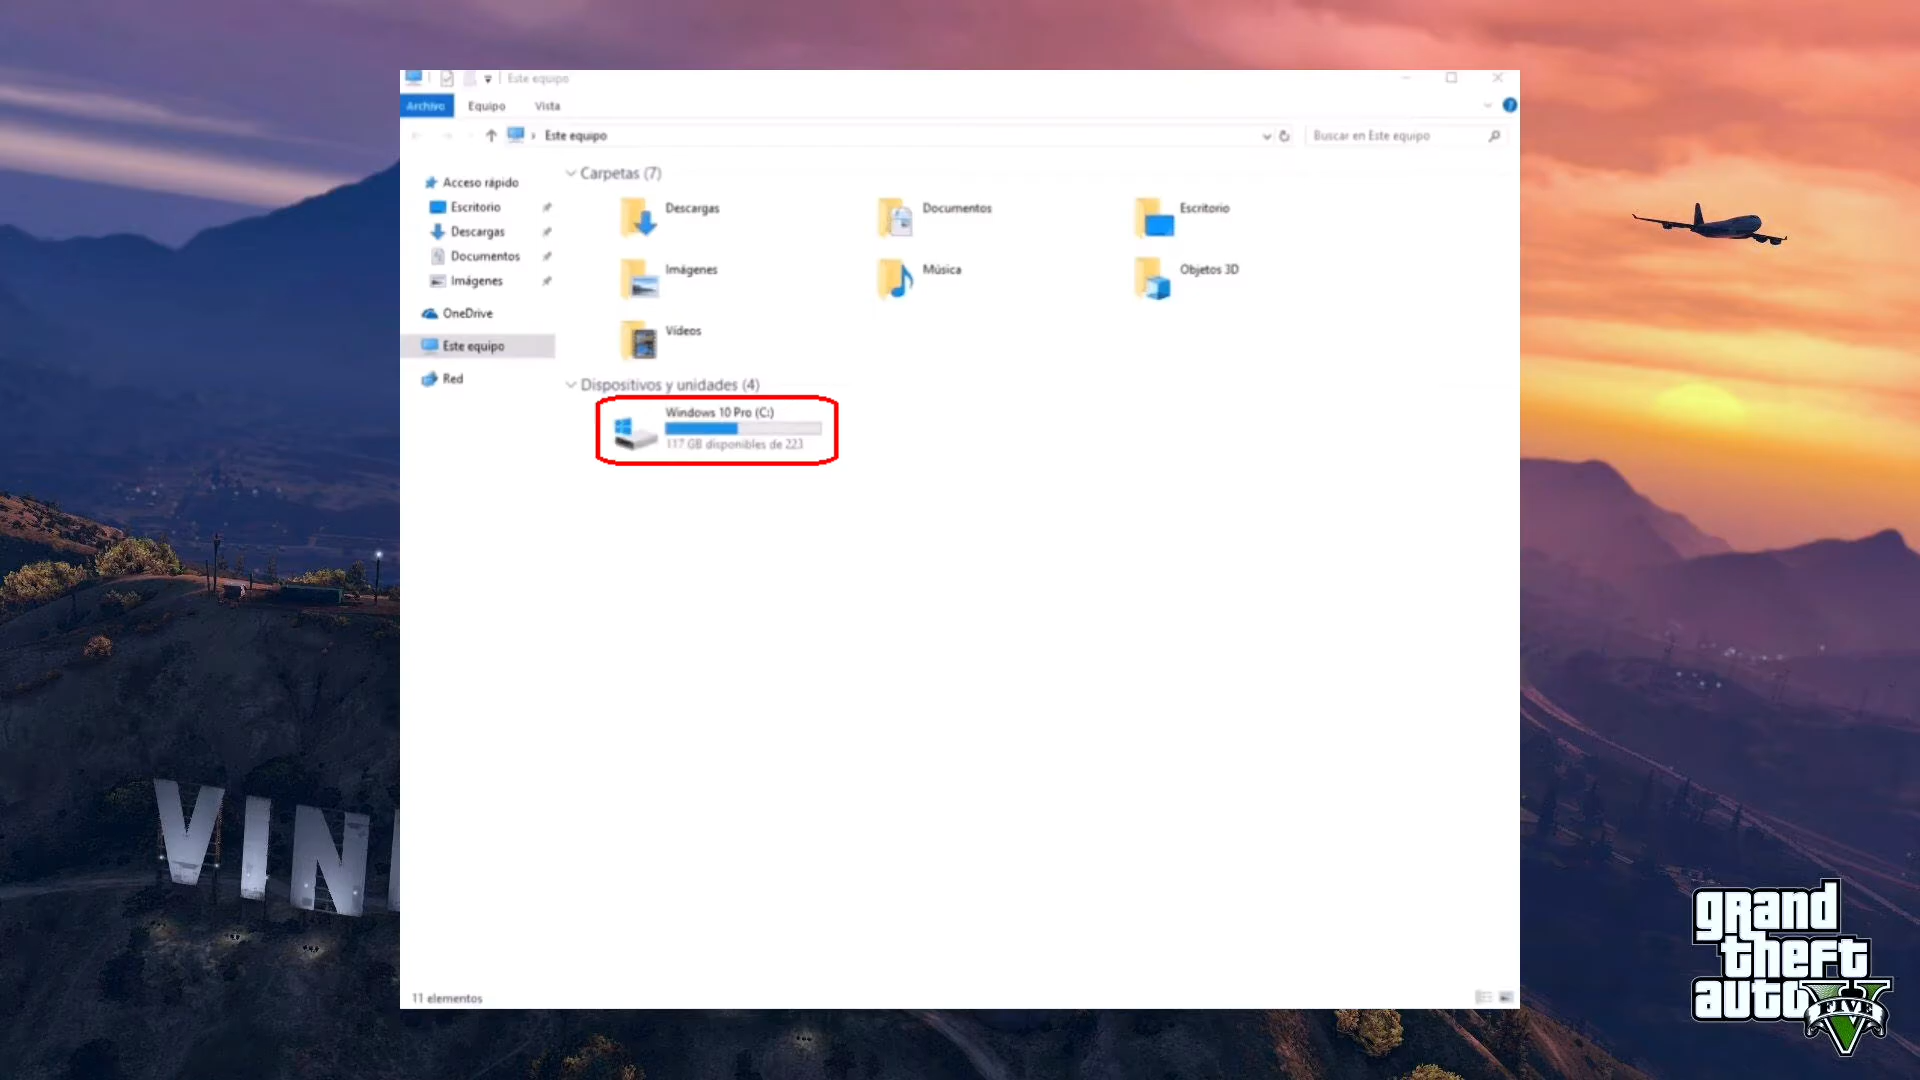 Este equipo
Archivo Equipo Vista
Este equipo
Buscar en Este equipo
Acceso rápido
Escritorio
Descargas
Documentos
Imágenes
OneDrive
Este equipo
Red
Carpetas (7)
Descargas
Documentos
Escritorio
Imágenes
Música
Objetos 3D
Vídeos
Dispositivos y unidades (4)
Windows 10 Pro (C:)
117 GB disponibles de 223
11 elementos
VIN
grand
theft
auto
FIVE